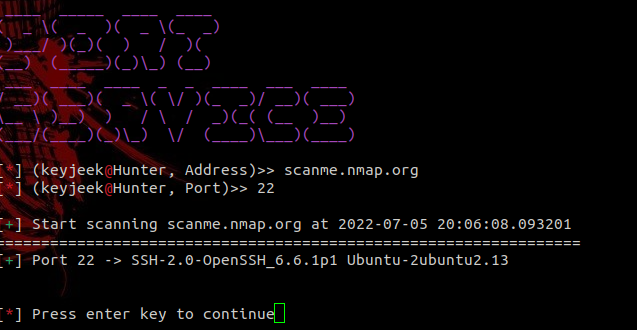 PORT
SERVICE
[*] (keyjeek@Hunter, Address)>> scanme.nmap.org
[*] (keyjeek@Hunter, Port)>> 22
[+] Start scanning scanme.nmap.org at 2022-07-05 20:06:08.093201
===============================================================
[+] Port 22 -> SSH-2.0-OpenSSH_6.6.1p1 Ubuntu-2ubuntu2.13
[*] Press enter key to continue